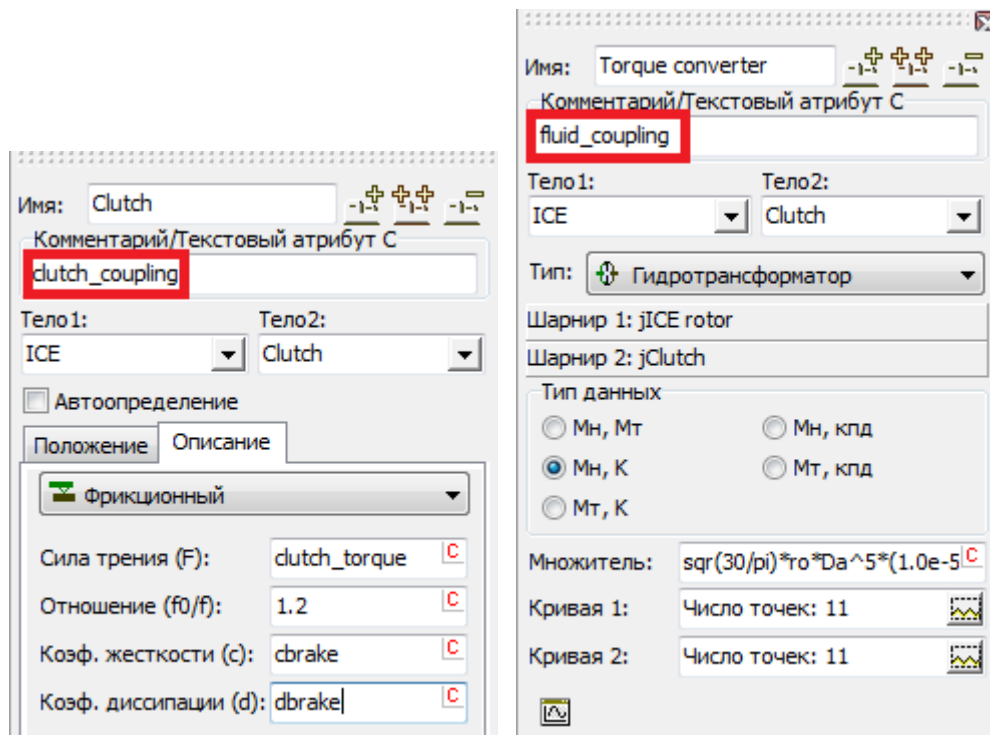 Имя: Clutch
Комментарий/Текстовый атрибут C
clutch_coupling
Тело1: Тело2:
ICE Clutch
Автоопределение
Положение Описание
Фрикционный
Сила трения (F): clutch_torque C
Отношение (f0/f): 1.2 C
Коэф. жесткости (c): cbrake C
Коэф. диссипации (d): dbrake C
Имя: Torque converter
Комментарий/Текстовый атрибут C
fluid_coupling
Тело1: Тело2:
ICE Clutch
Тип: Гидротрансформатор
Шарнир 1: jICE rotor
Шарнир 2: jClutch
Тип данных
Мн, Мт Мн, кпд
Мн, К Мт, кпд
Мт, К
Множитель: sqr(30/pi)*ro*Da^5*(1.0e-5 C
Кривая 1: Число точек: 11
Кривая 2: Число точек: 11